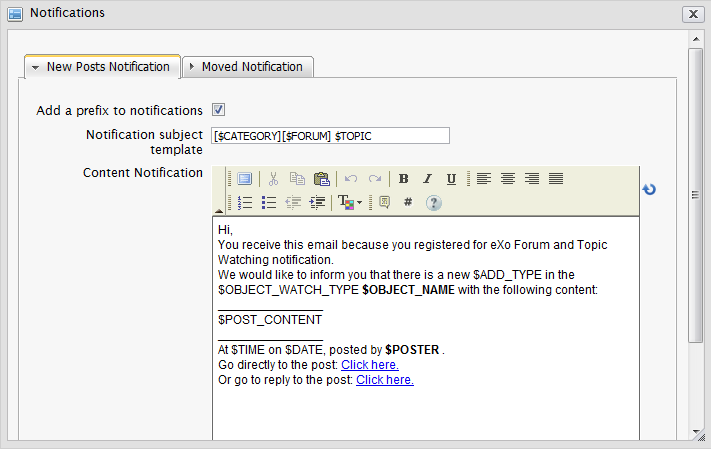 Notifications
New Posts Notification
Moved Notification
Add a prefix to notifications
Notification subject
template
[$CATEGORY][$FORUM] $TOPIC
Content Notification
B I U
T
#
?
Hi,
You receive this email because you registered for eXo Forum and Topic
Watching notification.
We would like to inform you that there is a new $ADD_TYPE in the
$OBJECT_WATCH_TYPE $OBJECT_NAME with the following content:
$POST_CONTENT
At $TIME on $DATE, posted by $POSTER .
Go directly to the post: Click here.
Or go to reply to the post: Click here.